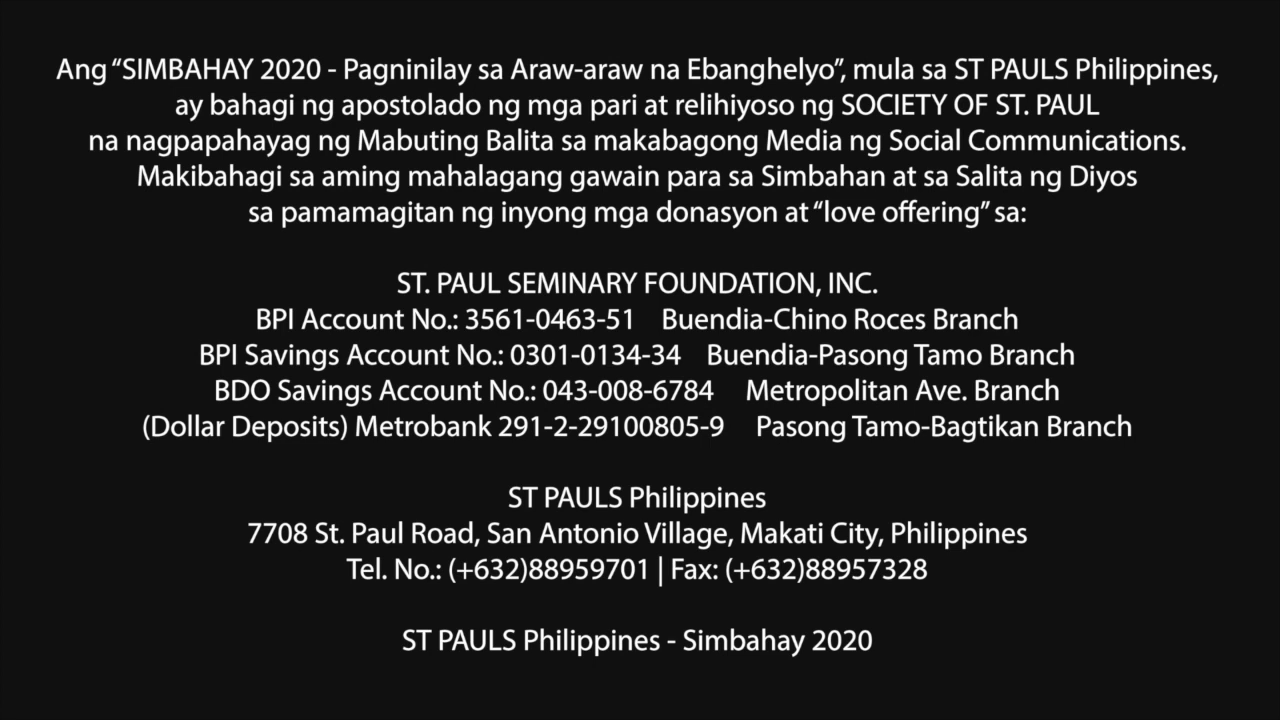 Ang “SIMBAHAY 2020 - Pagninilay sa Araw-araw na Ebanghelyo”, mula sa ST PAULS Philippines,
ay bahagi ng apostolado ng mga pari at relihiyoso ng SOCIETY OF ST. PAUL
na nagpapahayag ng Mabuting Balita sa makabagong Media ng Social Communications.
Makibahagi sa aming mahalagang gawain para sa Simbahan at sa Salita ng Diyos
sa pamamagitan ng inyong mga donasyon at “love offering” sa:
ST. PAUL SEMINARY FOUNDATION, INC.
BPI Account No.: 3561-0463-51 Buendia-Chino Roces Branch
BPI Savings Account No.: 0301-0134-34 Buendia-Pasong Tamo Branch
BDO Savings Account No.: 043-008-6784 Metropolitan Ave. Branch
(Dollar Deposits) Metrobank 291-2-29100805-9 Pasong Tamo-Bagtikan Branch
ST PAULS Philippines
7708 St. Paul Road, San Antonio Village, Makati City, Philippines
Tel. No.: (+632)88959701 | Fax: (+632)88957328
ST PAULS Philippines - Simbahay 2020